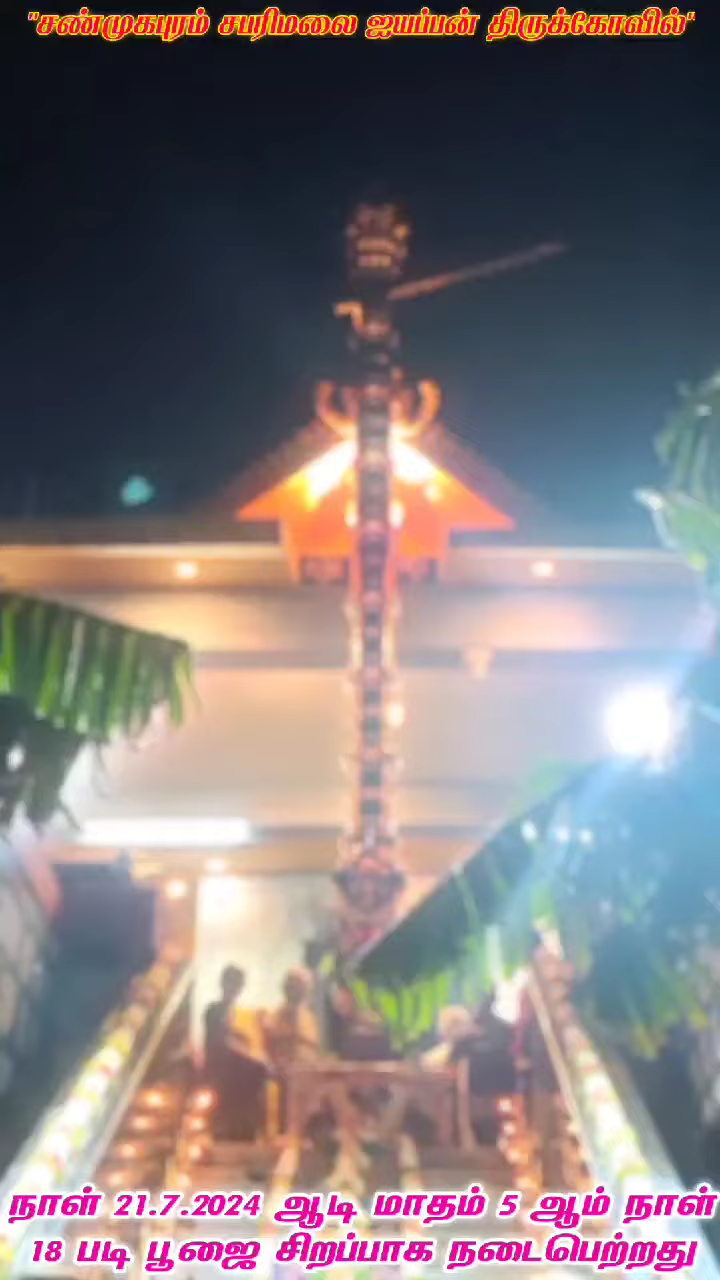 "சண்முகபுரம் சபரிமலை ஐயப்பன் திருக்கோவில்"
நாள் 21.7.2024 ஆடி மாதம் 5 ஆம் நாள்
18 படி பூஜை சிறப்பாக நடைபெற்றது